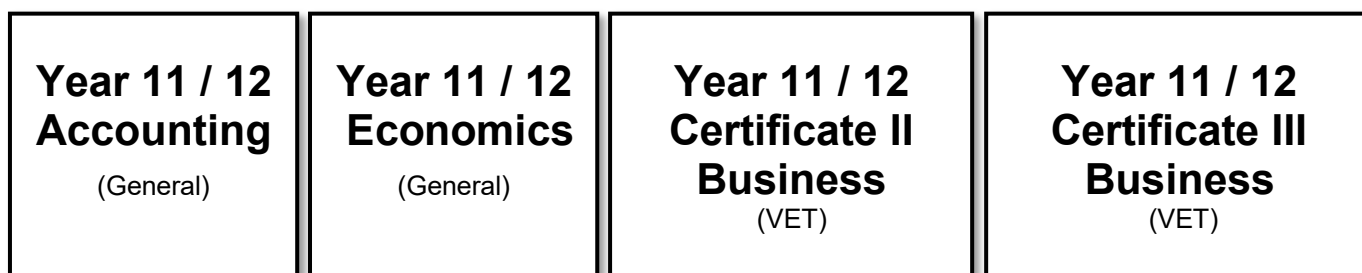 Year 11 / 12
Accounting
(General)
Year 11 / 12
Economics
(General)
Year 11 / 12
Certificate II
Business
(VET)
Year 11 / 12
Certificate III
Business
(VET)